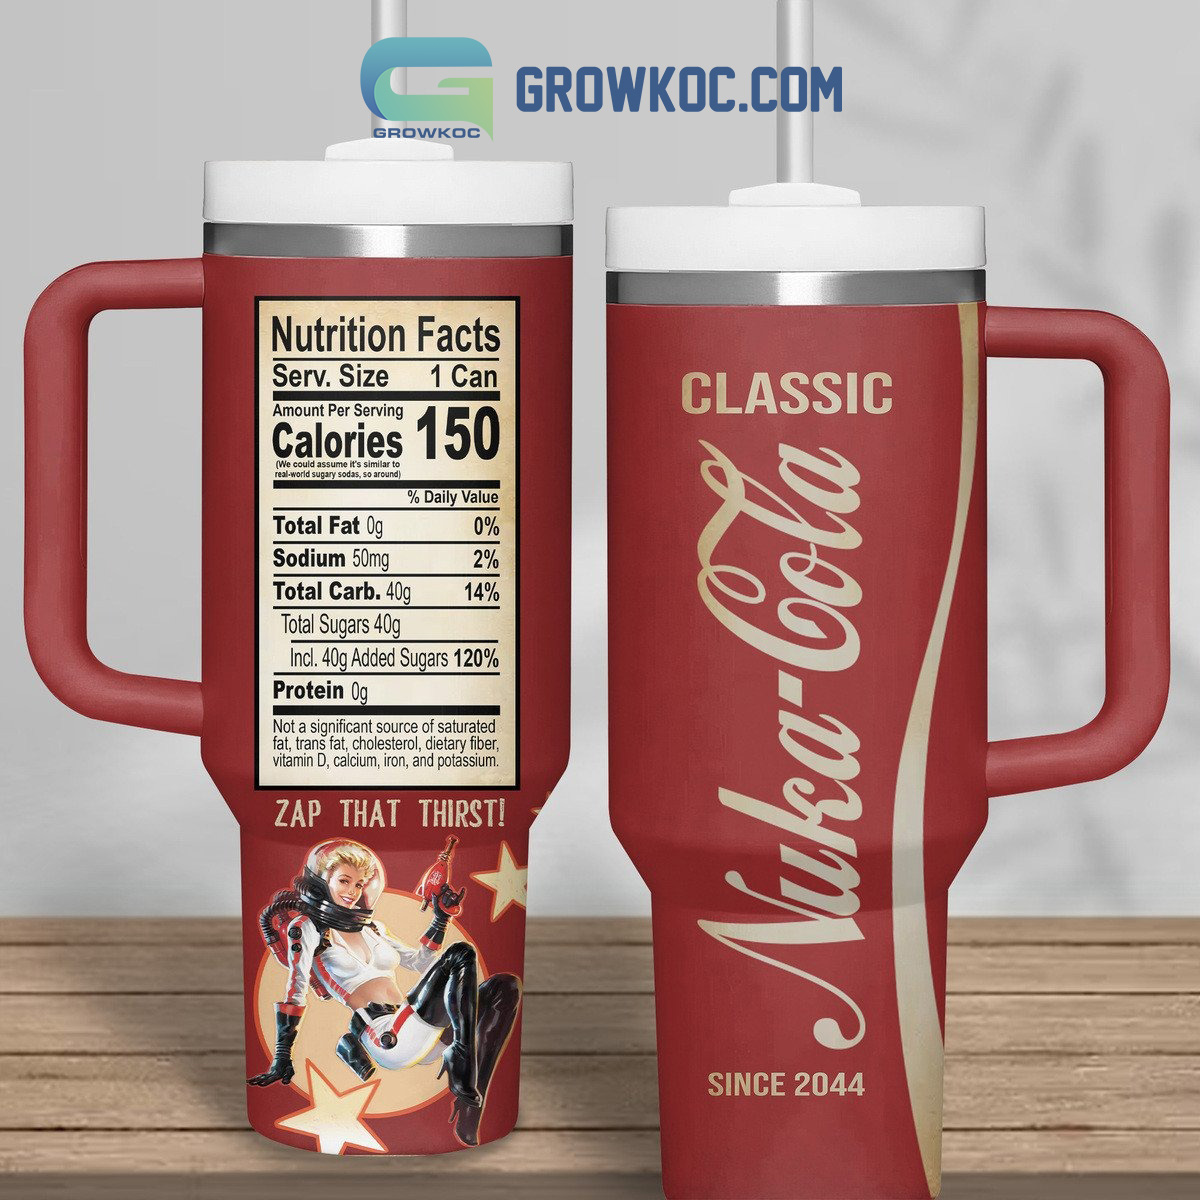 GROWKOC
GROWKOC.COM
Nutrition Facts
Serv. Size 1 Can
Amount Per Serving
Calories 150
(We could assume it's similar to
real-world sugary sodas, so around)
% Daily Value
Total Fat 0g 0%
Sodium 50mg 2%
Total Carb. 40g 14%
Total Sugars 40g
Incl. 40g Added Sugars 120%
Protein 0g
Not a significant source of saturated
fat, trans fat, cholesterol, dietary fiber,
vitamin D, calcium, iron, and potassium.
ZAP THAT THIRST!
CLASSIC
Nuka-Cola
SINCE 2044